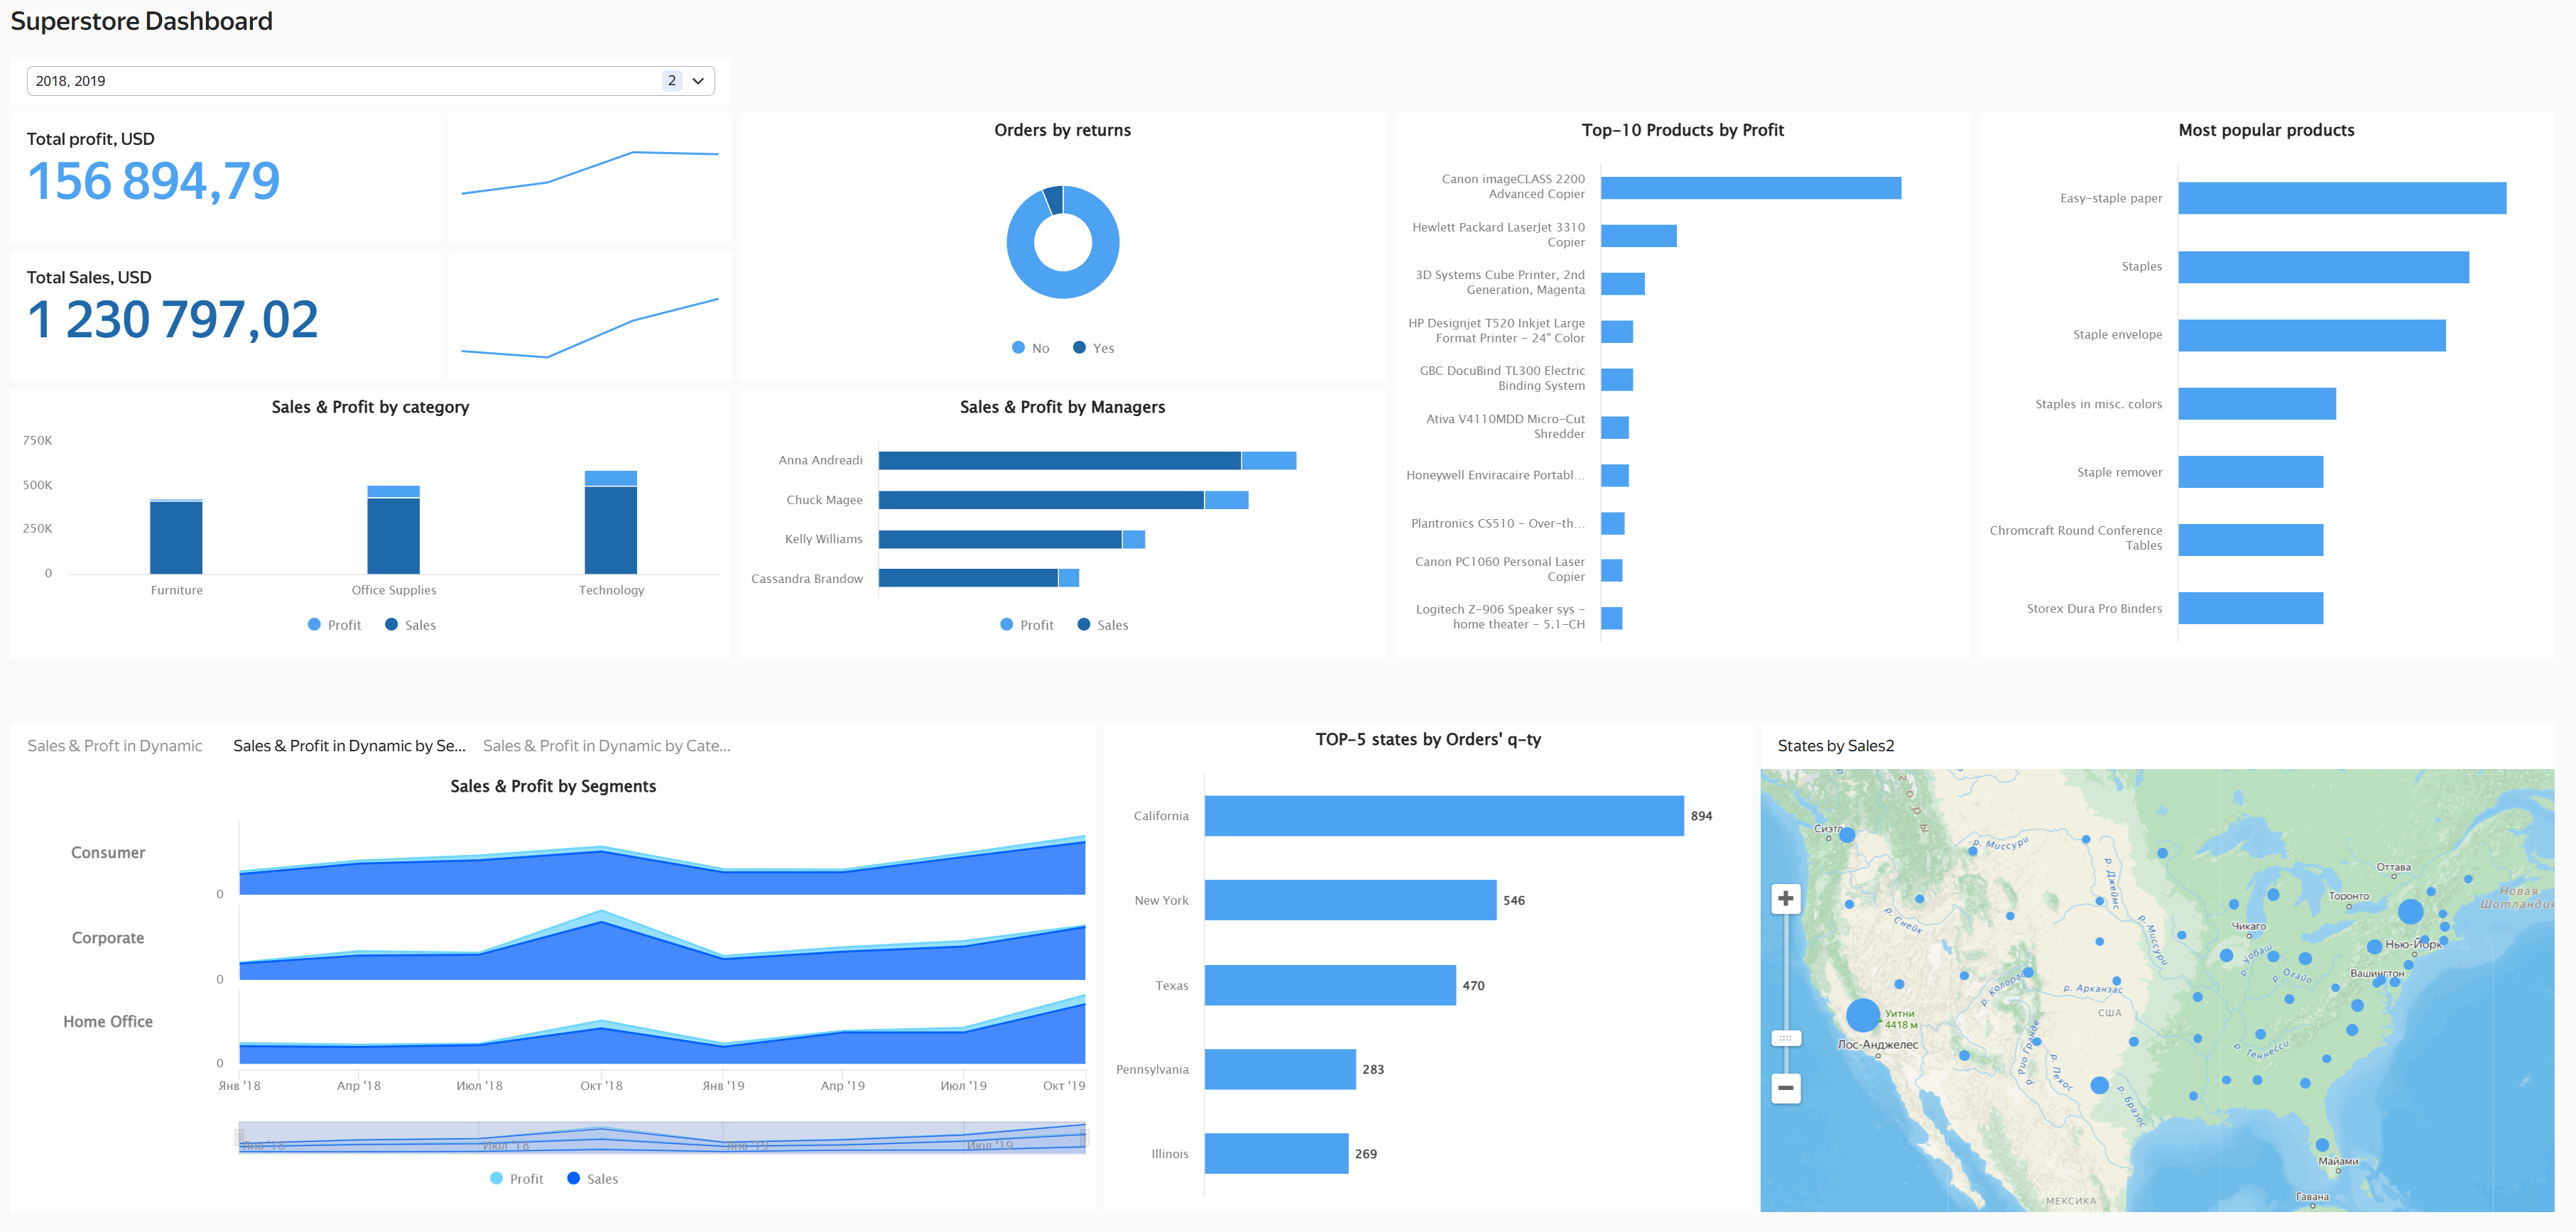 Superstore Dashboard
2018, 2019
2
Total profit, USD
156 894,79
Total Sales, USD
1 230 797,02
Orders by returns
No
Yes
Top-10 Products by Profit
Canon imageCLASS 2200
Advanced Copier
Hewlett Packard LaserJet 3310
Copier
3D Systems Cube Printer, 2nd
Generation, Magenta
HP Designjet T520 Inkjet Large
Format Printer - 24" Color
GBC DocuBind TL300 Electric
Binding System
Ativa V4110MDD Micro-Cut
Shredder
Honeywell Enviracaire Portabl...
Plantronics CS510 - Over-th...
Canon PC1060 Personal Laser
Copier
Logitech Z-906 Speaker sys -
home theater - 5.1-CH
Most popular products
Easy-staple paper
Staples
Staple envelope
Staples in misc. colors
Staple remover
Chromcraft Round Conference
Tables
Storex Dura Pro Binders
Sales & Profit by category
750K
500K
250K
0
Furniture
Office Supplies
Technology
Profit
Sales
Sales & Profit by Managers
Anna Andreadi
Chuck Magee
Kelly Williams
Cassandra Brandow
Profit
Sales
Sales & Proft in Dynamic
Sales & Profit in Dynamic by Se...
Sales & Profit in Dynamic by Cate...
Sales & Profit by Segments
Consumer
0
Corporate
0
Home Office
0
Янв '18
Апр '18
Июл '18
Окт '18
Янв '19
Апр '19
Июл '19
Окт '19
Янв '18
Июл '18
Янв '19
Июл '19
Profit
Sales
TOP-5 states by Orders' q-ty
California
894
New York
546
Texas
470
Pennsylvania
283
Illinois
269
States by Sales2
Сиэтл
р. Миссури
р. Джеймс
Оттава
Торонто
Новая
Шотландия
р. Снейк
р. Миссури
Чикаго
Нью-Йорк
р. Уобаш
р. Огайо
Вашингтон
р. Колорадо
р. Арканзас
США
Уитни
4418 м
Лос-Анджелес
р. Рио-Гранде
р. Пекос
р. Теннесси
р. Бразос
Майами
Гавана
МЕКСИКА